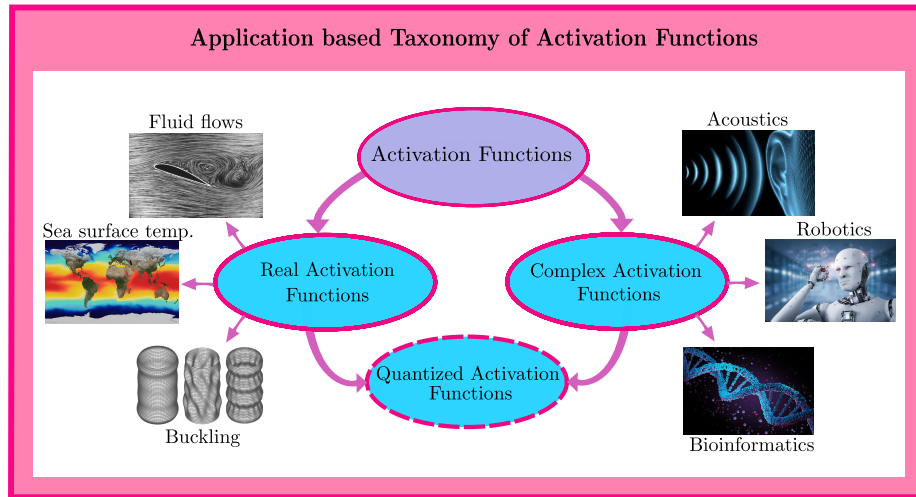 Application based Taxonomy of Activation Functions
Fluid flows
Acoustics
Activation Functions
Sea surface temp.
Robotics
Real Activation
Functions
Complex Activation
Functions
Quantized Activation
Functions
Buckling
Bioinformatics